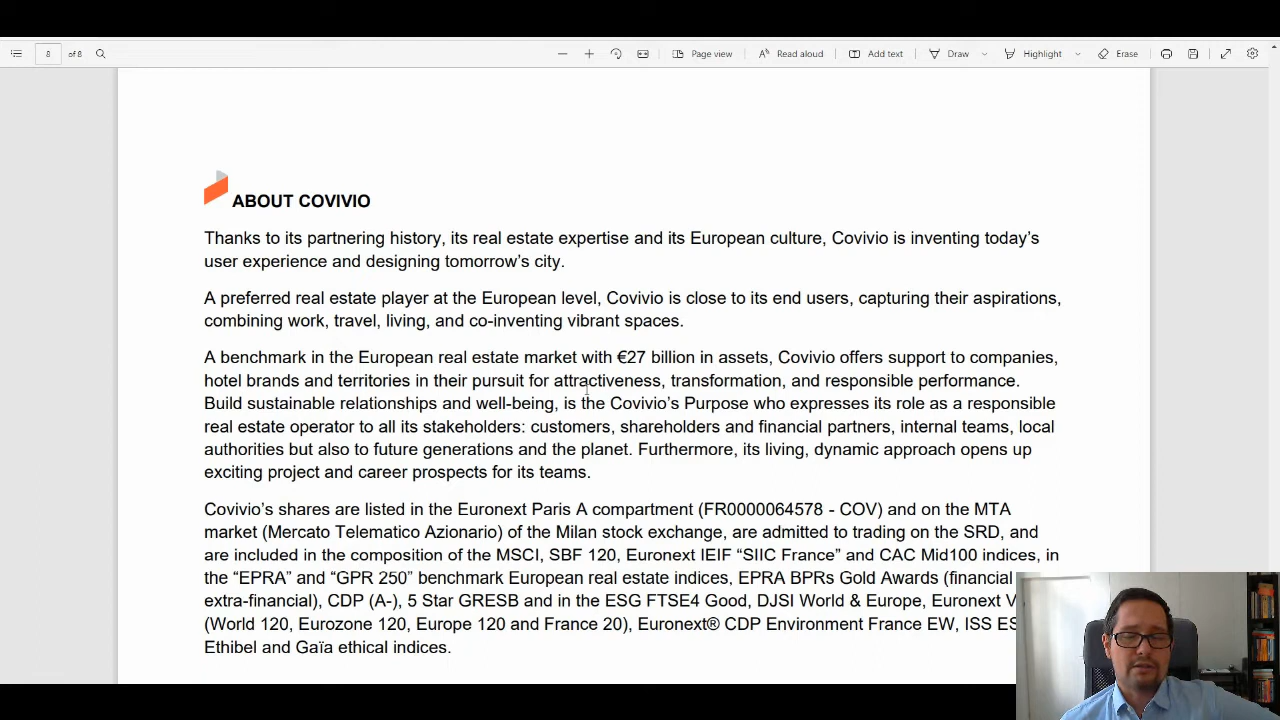 8 of 8 Page view Read aloud Add text Draw Highlight Erase
ABOUT COVIVIO
Thanks to its partnering history, its real estate expertise and its European culture, Covivio is inventing today's
user experience and designing tomorrow's city.
A preferred real estate player at the European level, Covivio is close to its end users, capturing their aspirations,
combining work, travel, living, and co-inventing vibrant spaces.
A benchmark in the European real estate market with €27 billion in assets, Covivio offers support to companies,
hotel brands and territories in their pursuit for attractiveness, transformation, and responsible performance.
Build sustainable relationships and well-being, is the Covivio's Purpose who expresses its role as a responsible
real estate operator to all its stakeholders: customers, shareholders and financial partners, internal teams, local
authorities but also to future generations and the planet. Furthermore, its living, dynamic approach opens up
exciting project and career prospects for its teams.
Covivio's shares are listed in the Euronext Paris A compartment (FR0000064578 - COV) and on the MTA
market (Mercato Telematico Azionario) of the Milan stock exchange, are admitted to trading on the SRD, and
are included in the composition of the MSCI, SBF 120, Euronext IEIF “SIIC France” and CAC Mid100 indices, in
the “EPRA” and “GPR 250” benchmark European real estate indices, EPRA BPRs Gold Awards (financial
extra-financial), CDP (A-), 5 Star GRESB and in the ESG FTSE4 Good, DJSI World & Europe, Euronext
(World 120, Eurozone 120, Europe 120 and France 20), Euronext® CDP Environment France EW, ISS
Ethibel and Gaïa ethical indices.